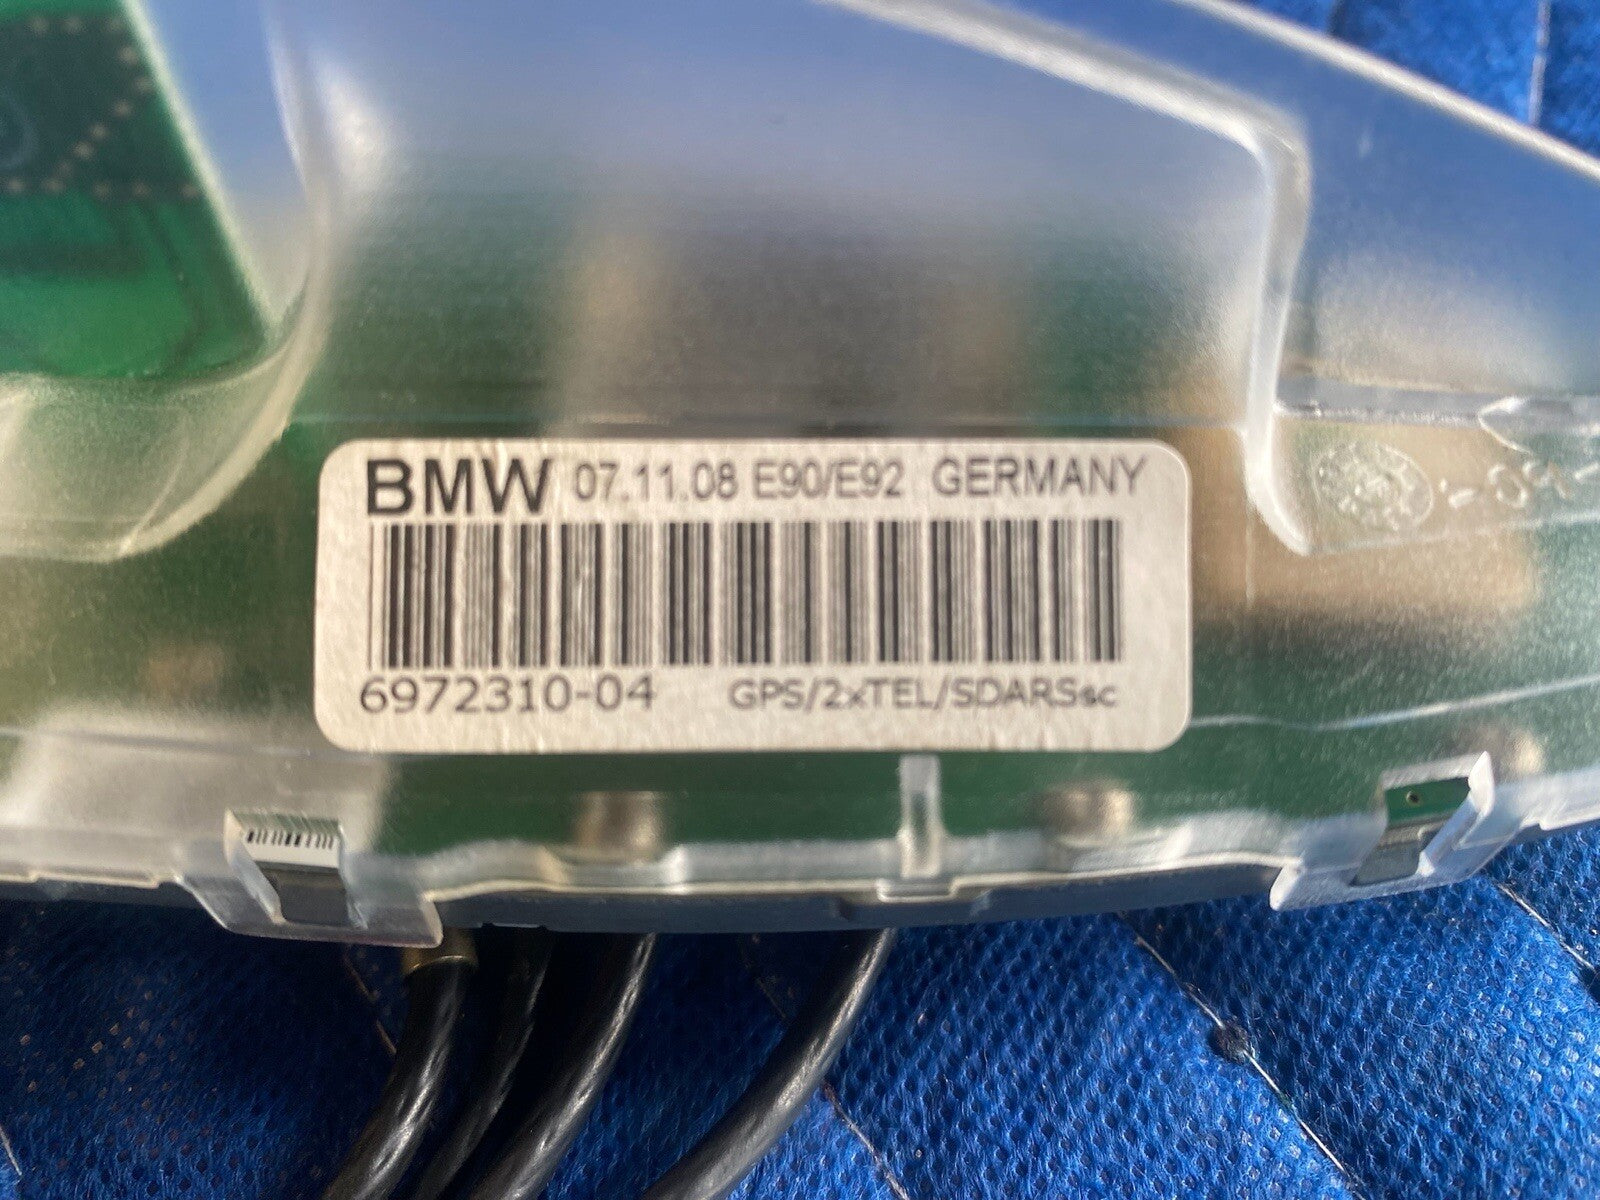 BMW 07.11.08 E90/E92 GERMANY
6972310-04 GPS/2xTEL/SDARSsc